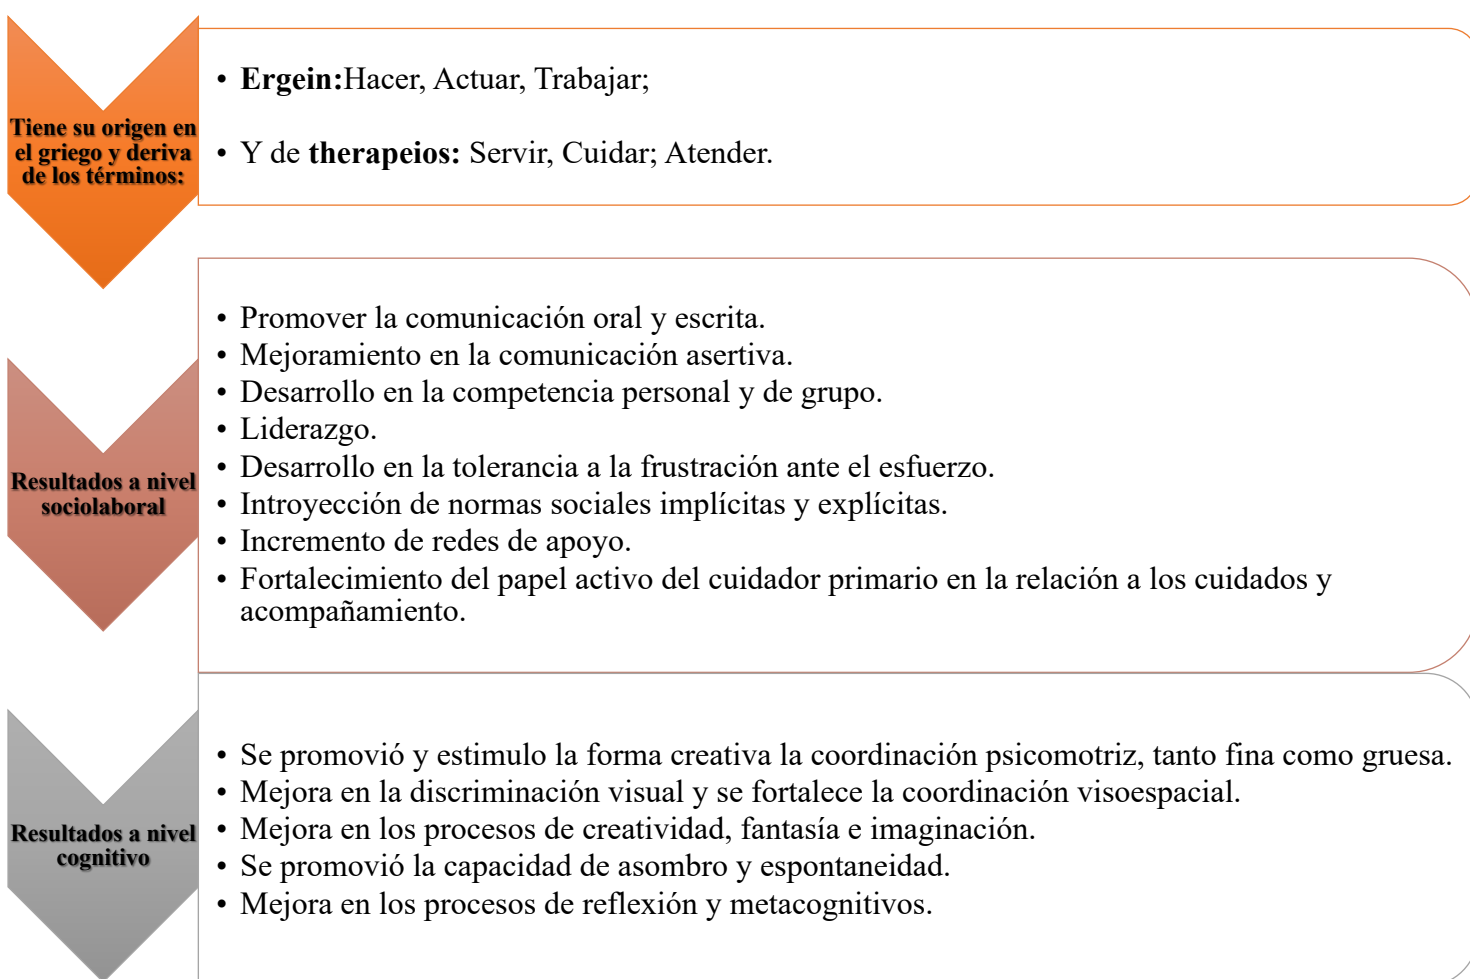 Tiene su origen en
el griego y deriva
de los términos:
• Ergein:Hacer, Actuar, Trabajar;
• Y de therapeios: Servir, Cuidar; Atender.
Resultados a nivel
sociolaboral
• Promover la comunicación oral y escrita.
• Mejoramiento en la comunicación asertiva.
• Desarrollo en la competencia personal y de grupo.
• Liderazgo.
• Desarrollo en la tolerancia a la frustración ante el esfuerzo.
• Introyección de normas sociales implícitas y explícitas.
• Incremento de redes de apoyo.
• Fortalecimiento del papel activo del cuidador primario en la relación a los cuidados y
acompañamiento.
Resultados a nivel
cognitivo
• Se promovió y estimulo la forma creativa la coordinación psicomotriz, tanto fina como gruesa.
• Mejora en la discriminación visual y se fortalece la coordinación visoespacial.
• Mejora en los procesos de creatividad, fantasía e imaginación.
• Se promovió la capacidad de asombro y espontaneidad.
• Mejora en los procesos de reflexión y metacognitivos.